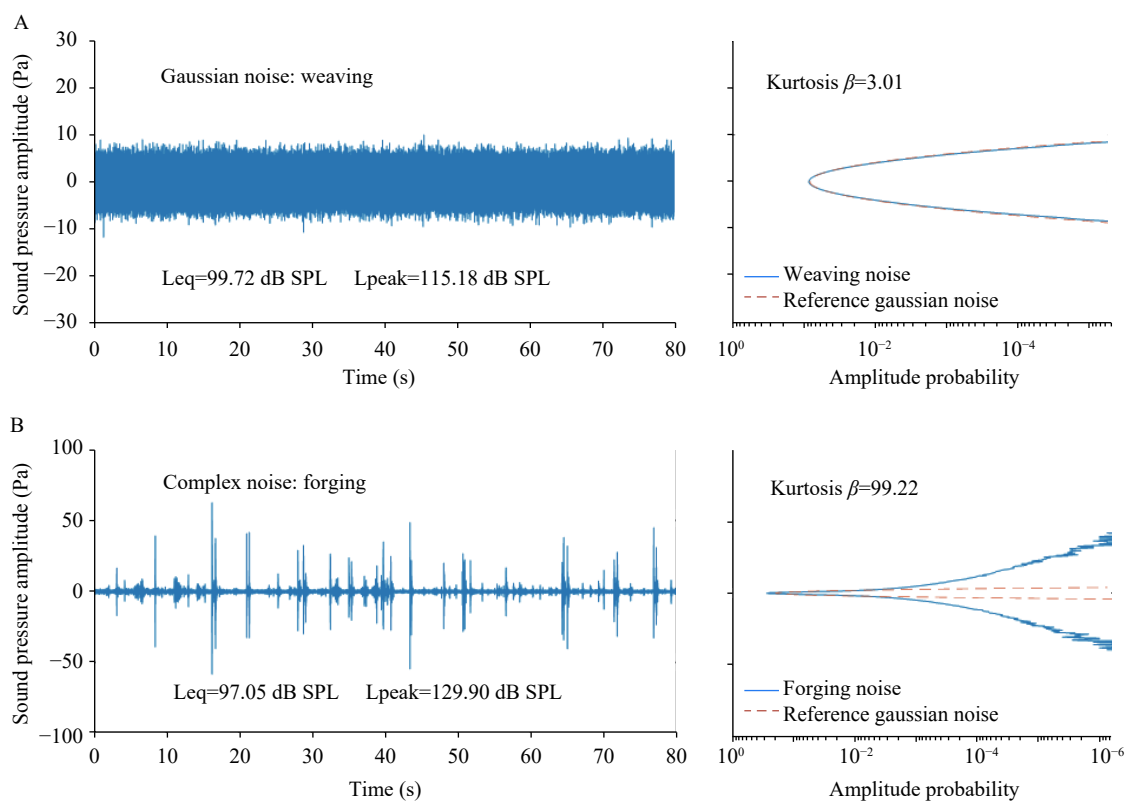 A
Sound pressure amplitude (Pa)
30
20
10
0
−10
−20
−30
Gaussian noise: weaving
Leq=99.72 dB SPL Lpeak=115.18 dB SPL
0 10 20 30 40 50 60 70 80
Time (s)
Kurtosis β=3.01
Weaving noise
Reference gaussian noise
10⁰ 10⁻² 10⁻⁴
Amplitude probability
B
Sound pressure amplitude (Pa)
100
50
0
−50
−100
Complex noise: forging
Leq=97.05 dB SPL Lpeak=129.90 dB SPL
0 10 20 30 40 50 60 70 80
Time (s)
Kurtosis β=99.22
Forging noise
Reference gaussian noise
10⁰ 10⁻² 10⁻⁴ 10⁻⁶
Amplitude probability